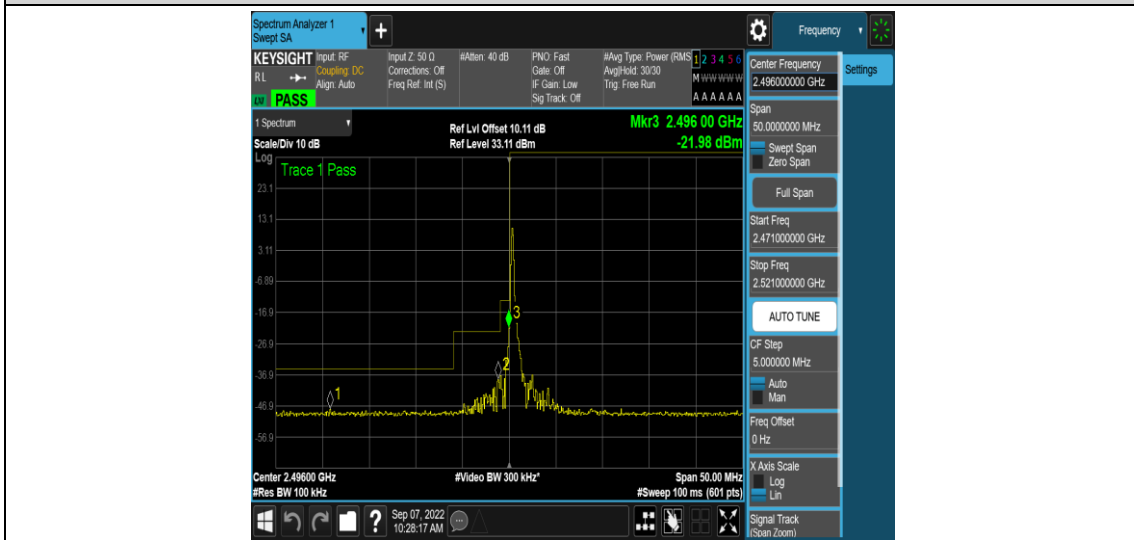 Spectrum Analyzer 1
Swept SA
+
Frequency
KEYSIGHT
RL
PASS
Input: RF
Coupling: DC
Align: Auto
Input Z: 50 Ω
Corrections: Off
Freq Ref: Int (S)
#Atten: 40 dB
PNO: Fast
Gate: Off
IF Gain: Low
Sig Track: Off
#Avg Type: Power (RMS
Avg|Hold: 30/30
Trig: Free Run
1 2 3 4 5 6
M W W W W W
A A A A A A
1 Spectrum
Scale/Div 10 dB
Ref Lvl Offset 10.11 dB
Ref Level 33.11 dBm
Mkr3 2.496 00 GHz
-21.98 dBm
Log
Trace 1 Pass
23.1
13.1
3.11
-6.89
-16.9
-26.9
-36.9
-46.9
-56.9
1
2
3
Center 2.49600 GHz
#Res BW 100 kHz
#Video BW 300 kHz*
Span 50.00 MHz
#Sweep 100 ms (601 pts)
Center Frequency
2.496000000 GHz
Settings
Span
50.0000000 MHz
Swept Span
Zero Span
Full Span
Start Freq
2.471000000 GHz
Stop Freq
2.521000000 GHz
AUTO TUNE
CF Step
5.000000 MHz
Auto
Man
Freq Offset
0 Hz
X Axis Scale
Log
Lin
Signal Track
(Span Zoom)
?
Sep 07, 2022
10:28:17 AM